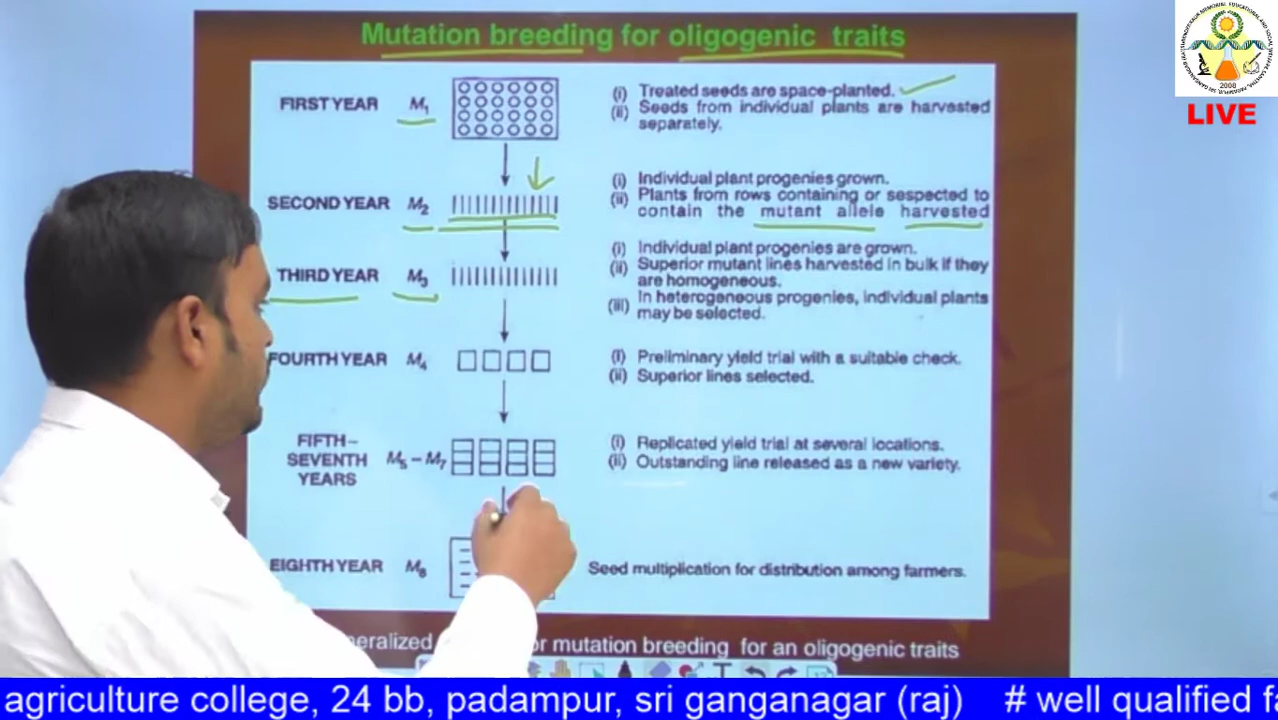 Mutation breeding for oligogenic traits
LIVE
2008
FIRST YEAR M1
(i) Treated seeds are space-planted.
(ii) Seeds from individual plants are harvested
separately.
SECOND YEAR M2
(i) Individual plant progenies grown.
(ii) Plants from rows containing or sespected to
contain the mutant allele harvested
THIRD YEAR M3
(i) Individual plant progenies are grown.
(ii) Superior mutant lines harvested in bulk if they
are homogeneous.
(iii) In heterogeneous progenies, individual plants
may be selected.
FOURTH YEAR M4
(i) Preliminary yield trial with a suitable check.
(ii) Superior lines selected.
FIFTH–
SEVENTH
YEARS
M5 – M7
(i) Replicated yield trial at several locations.
(ii) Outstanding line released as a new variety.
EIGHTH YEAR M8
Seed multiplication for distribution among farmers.
mutation breeding for an oligogenic traits
agriculture college, 24 bb, padampur, sri ganganagar (raj) # well qualified